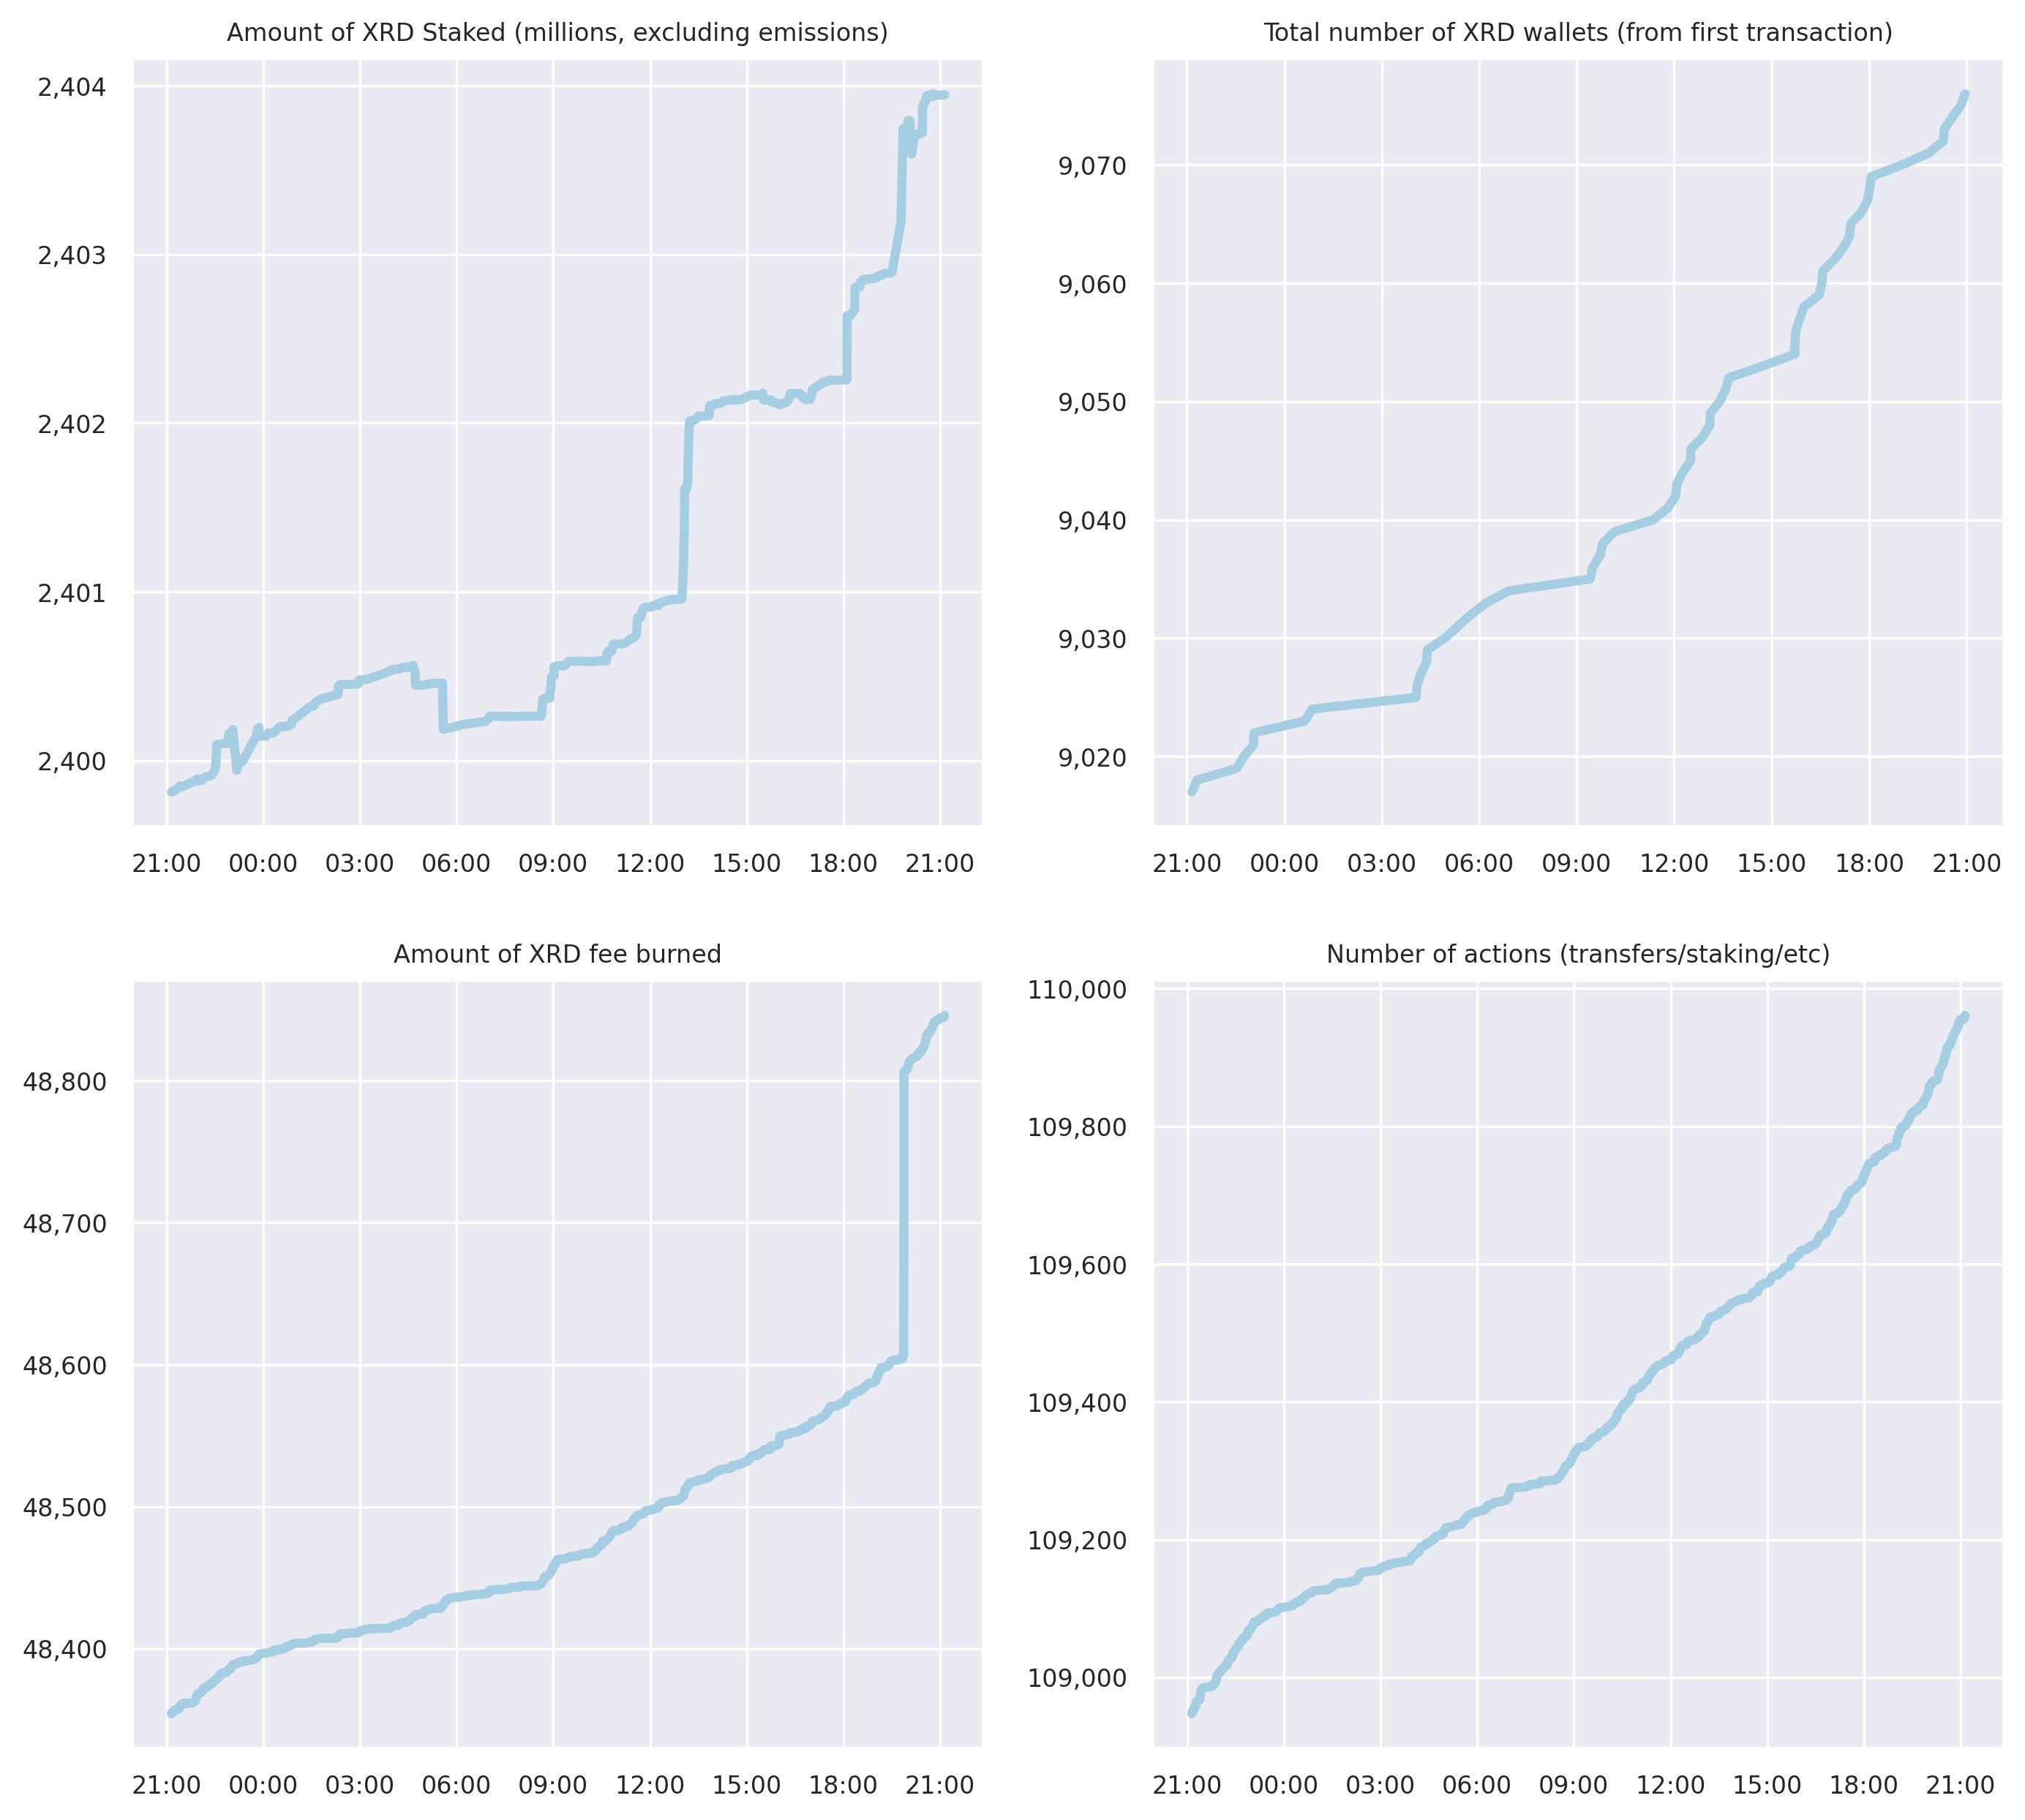 Amount of XRD Staked (millions, excluding emissions)
2,404
2,403
2,402
2,401
2,400
21:00 00:00 03:00 06:00 09:00 12:00 15:00 18:00 21:00
Total number of XRD wallets (from first transaction)
9,070
9,060
9,050
9,040
9,030
9,020
21:00 00:00 03:00 06:00 09:00 12:00 15:00 18:00 21:00
Amount of XRD fee burned
48,800
48,700
48,600
48,500
48,400
21:00 00:00 03:00 06:00 09:00 12:00 15:00 18:00 21:00
Number of actions (transfers/staking/etc)
110,000
109,800
109,600
109,400
109,200
109,000
21:00 00:00 03:00 06:00 09:00 12:00 15:00 18:00 21:00